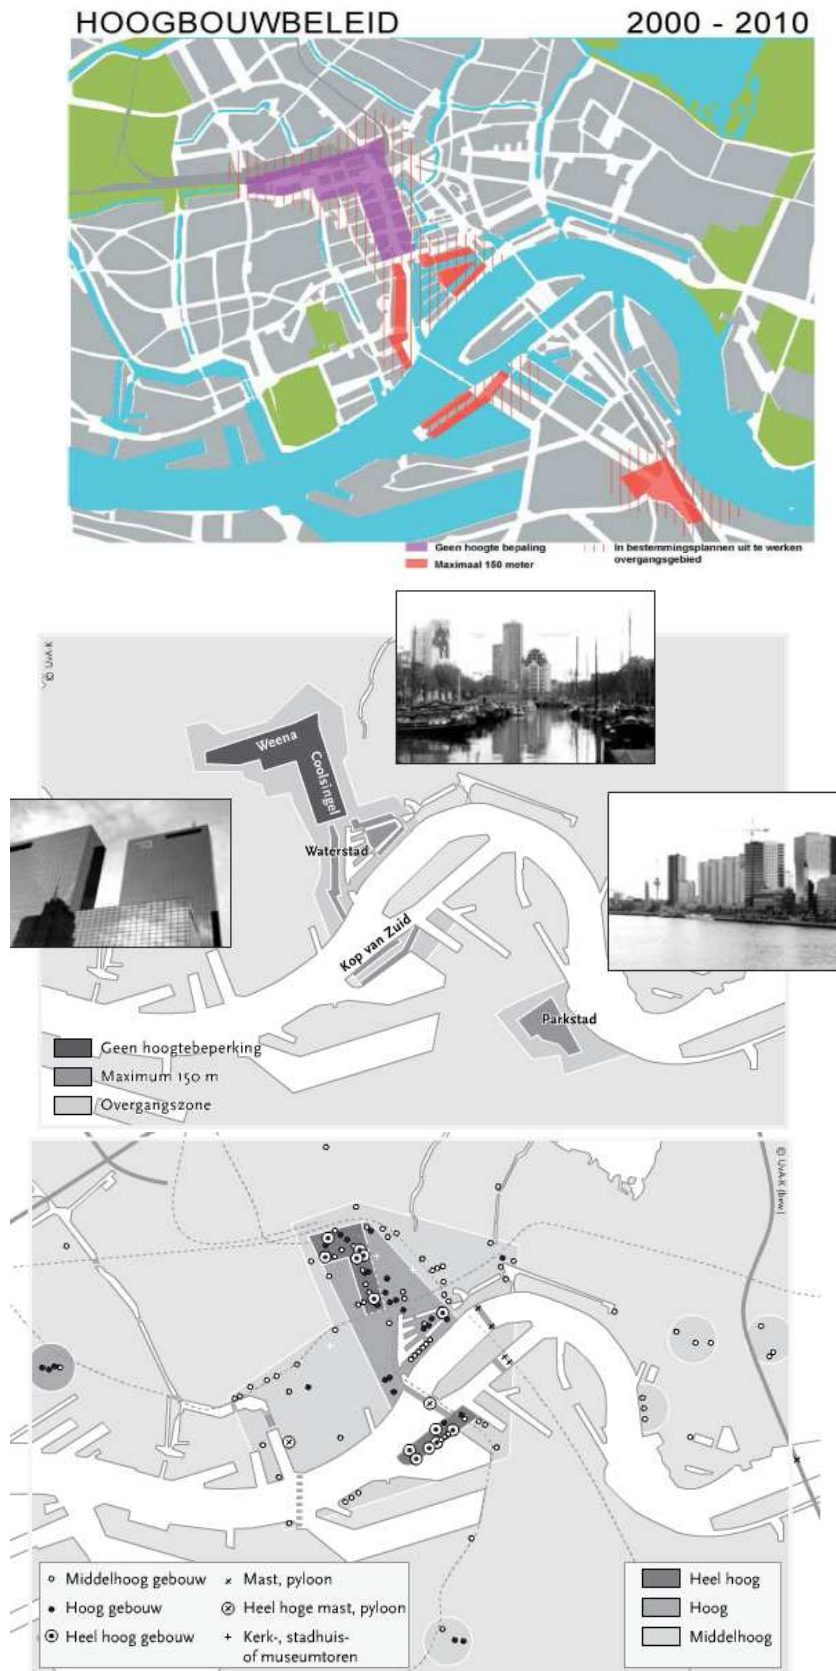 HOOGBOUWBELEID 2000 - 2010
Geen hoogte bepaling
Maximaal 150 meter
In bestemmingsplannen uit te werken
overgangsgebied
© UvA-K
Weena
Coolsingel
Waterstad
Kop van Zuid
Parkstad
Geen hoogtebeperking
Maximum 150 m
Overgangszone
© UvA-K (bew.)
Middelhoog gebouw
Hoog gebouw
Heel hoog gebouw
Mast, pyloon
Heel hoge mast, pyloon
Kerk-, stadhuis-
of museumtoren
Heel hoog
Hoog
Middelhoog